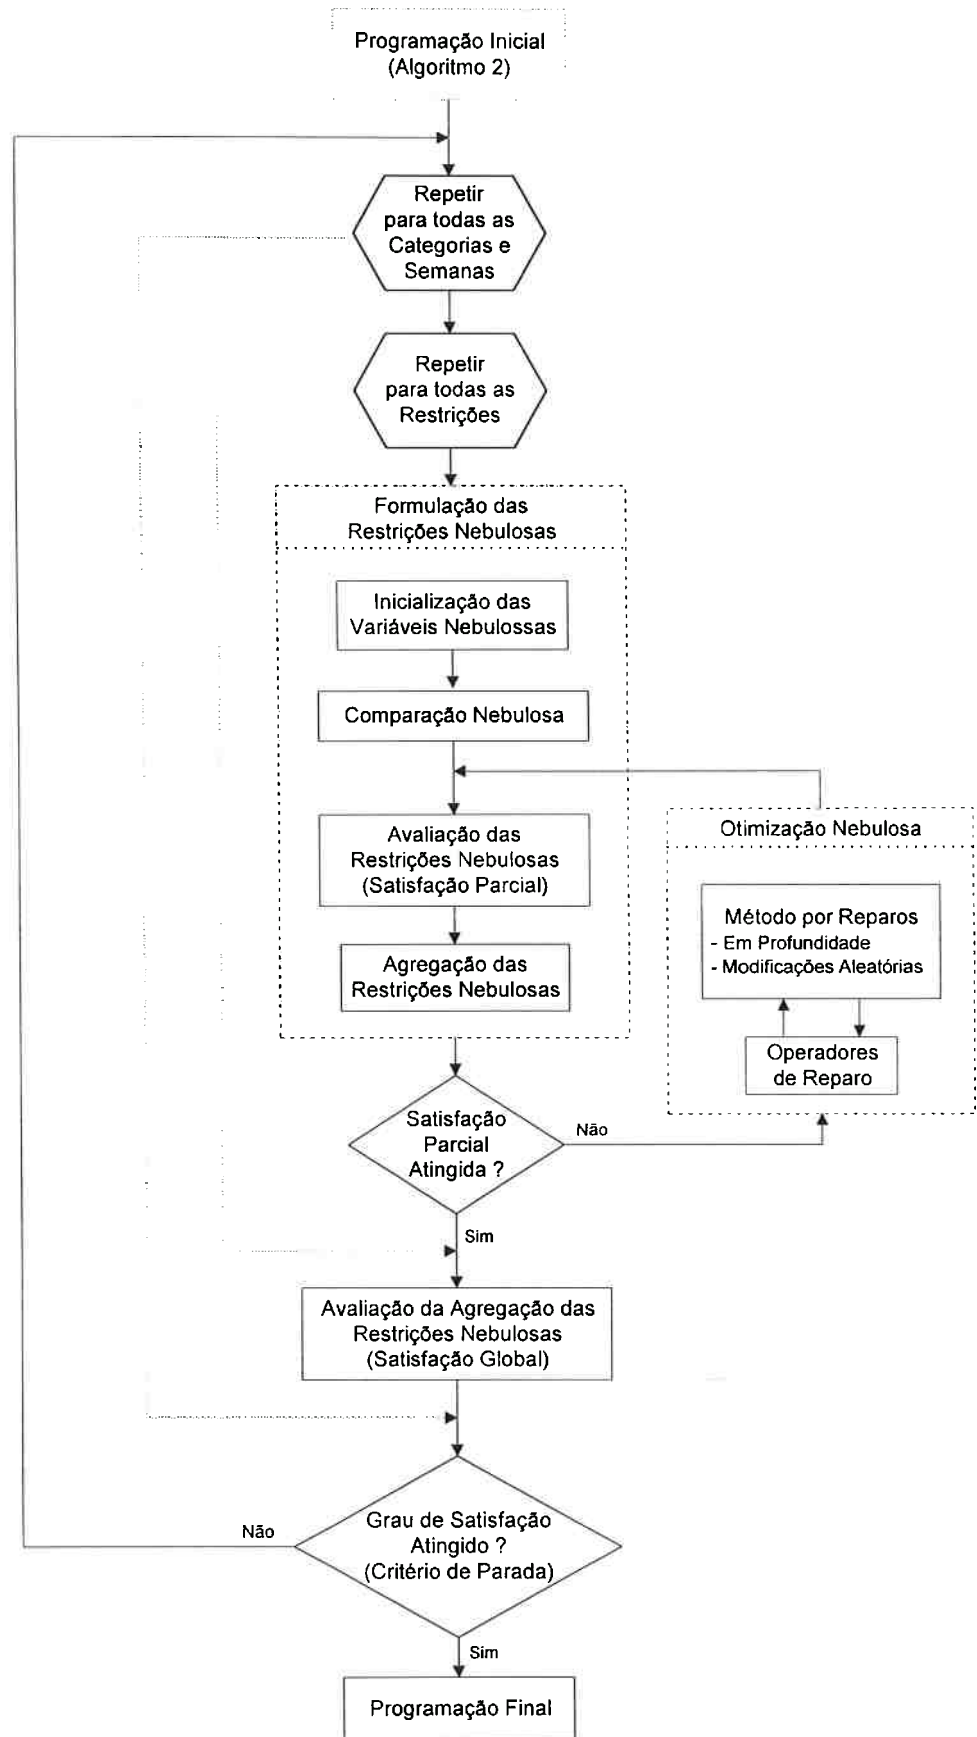 Programação Inicial
(Algoritmo 2)
Repetir
para todas as
Categorias e
Semanas
Repetir
para todas as
Restrições
Formulação das
Restrições Nebulosas
Inicialização das
Variáveis Nebulossas
Comparação Nebulosa
Avaliação das
Restrições Nebulosas
(Satisfação Parcial)
Agregação das
Restrições Nebulosas
Otimização Nebulosa
Método por Reparos
- Em Profundidade
- Modificações Aleatórias
Operadores
de Reparo
Satisfação
Parcial
Atingida ?
Não
Sim
Avaliação da Agregação das
Restrições Nebulosas
(Satisfação Global)
Grau de Satisfação
Atingido ?
(Critério de Parada)
Não
Sim
Programação Final